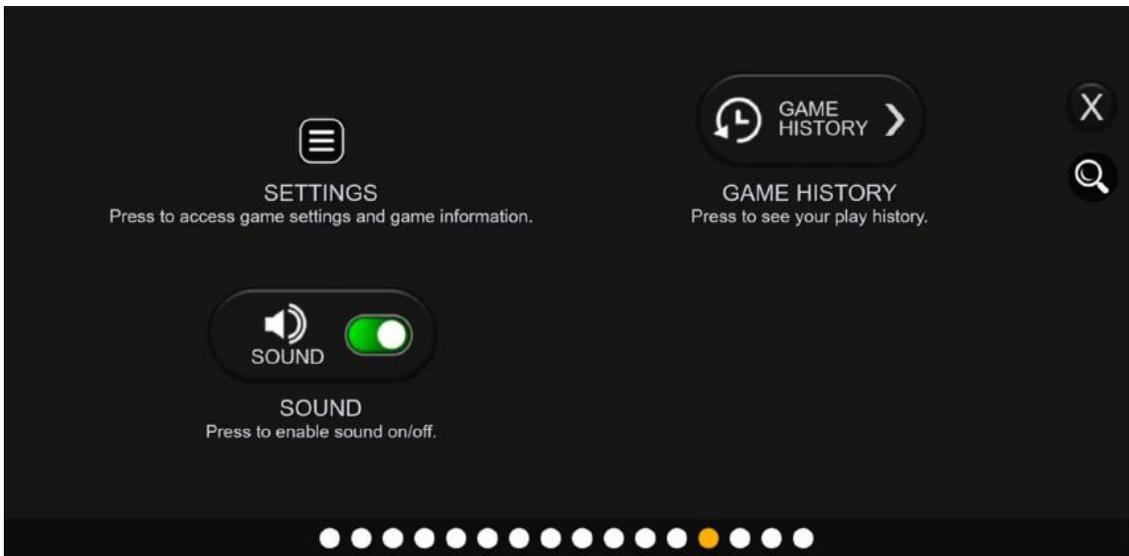 SETTINGS
Press to access game settings and game information.
GAME
HISTORY
GAME HISTORY
Press to see your play history.
X
SOUND
SOUND
Press to enable sound on/off.